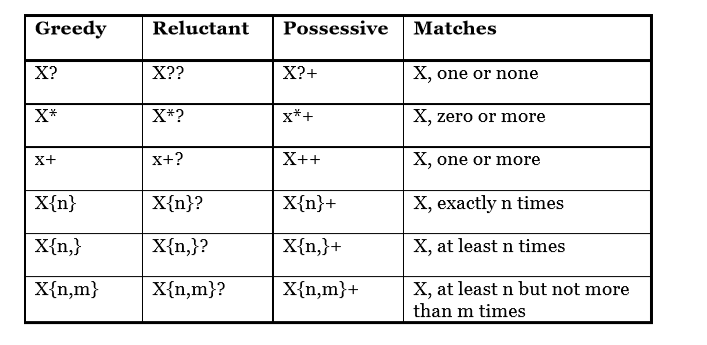 Greedy Reluctant Possessive Matches
X? X?? X?+ X, one or none
X* X*? x*+ X, zero or more
x+ x+? X++ X, one or more
X{n} X{n}? X{n}+ X, exactly n times
X{n,} X{n,}? X{n,}+ X, at least n times
X{n,m} X{n,m}? X{n,m}+ X, at least n but not more
than m times